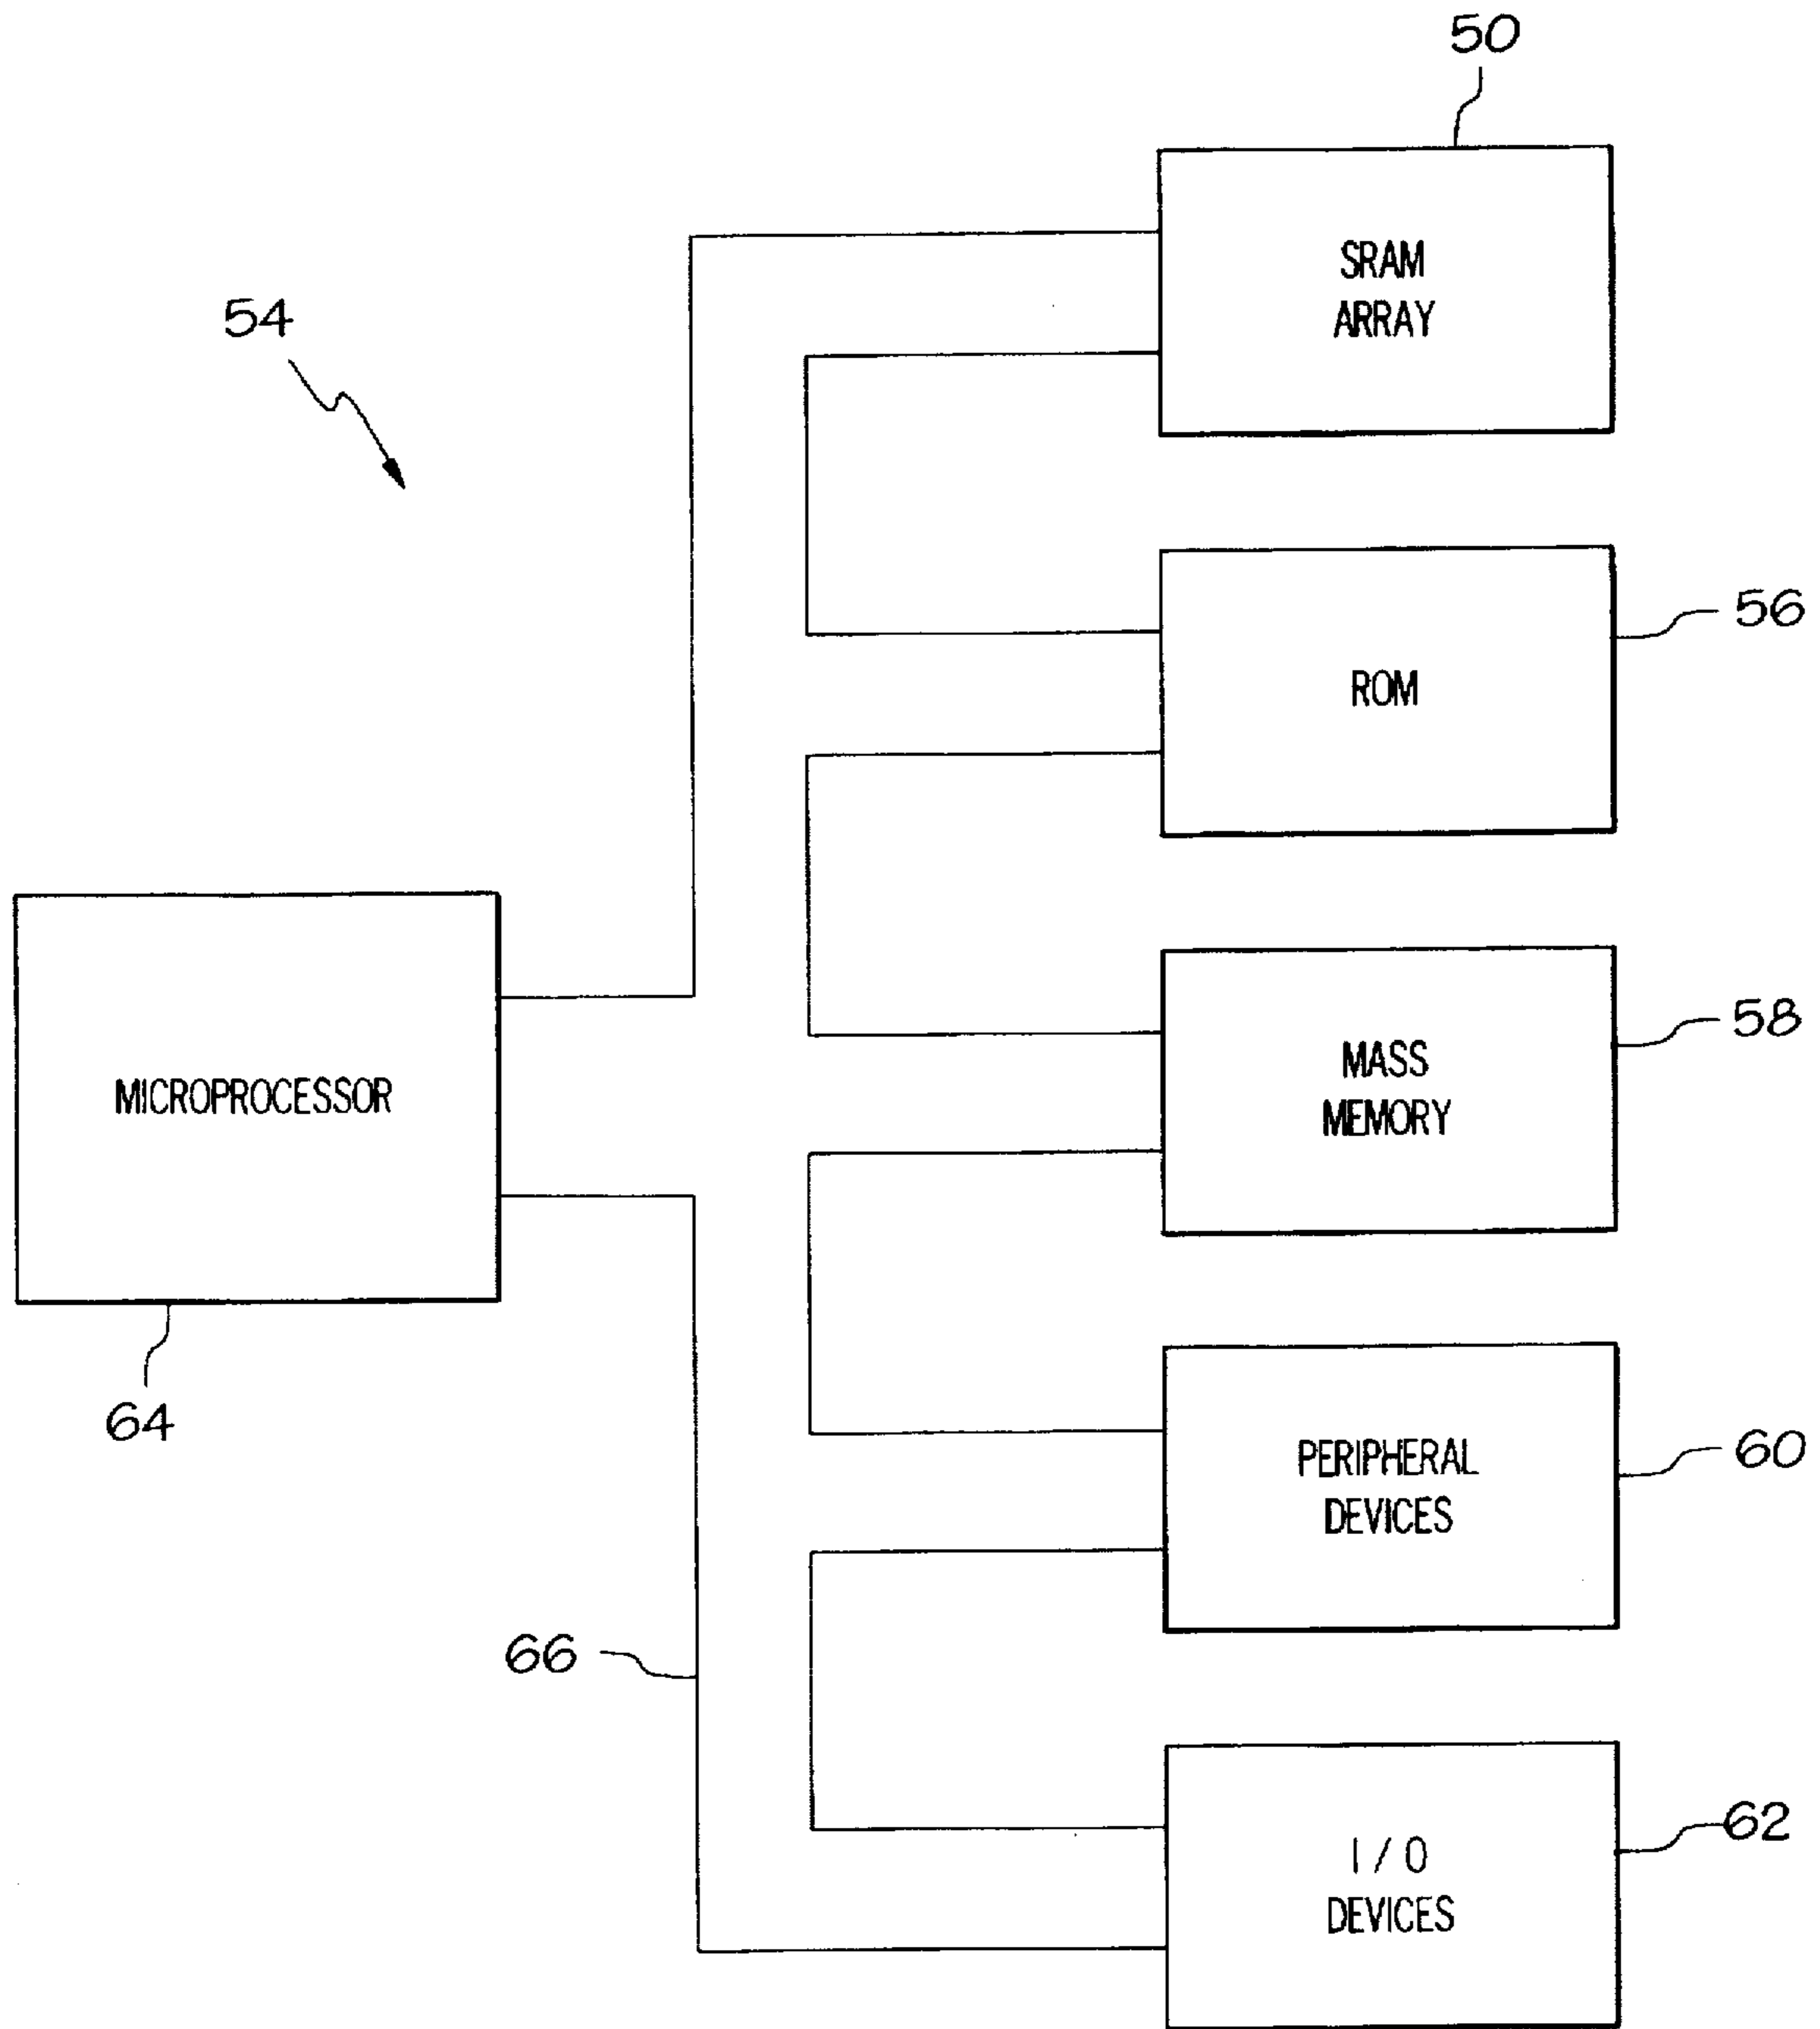 50
SRAM
ARRAY
54
56
ROM
58
MASS
MEMORY
MICROPROCESSOR
64
60
PERIPHERAL
DEVICES
66
62
I/O
DEVICES